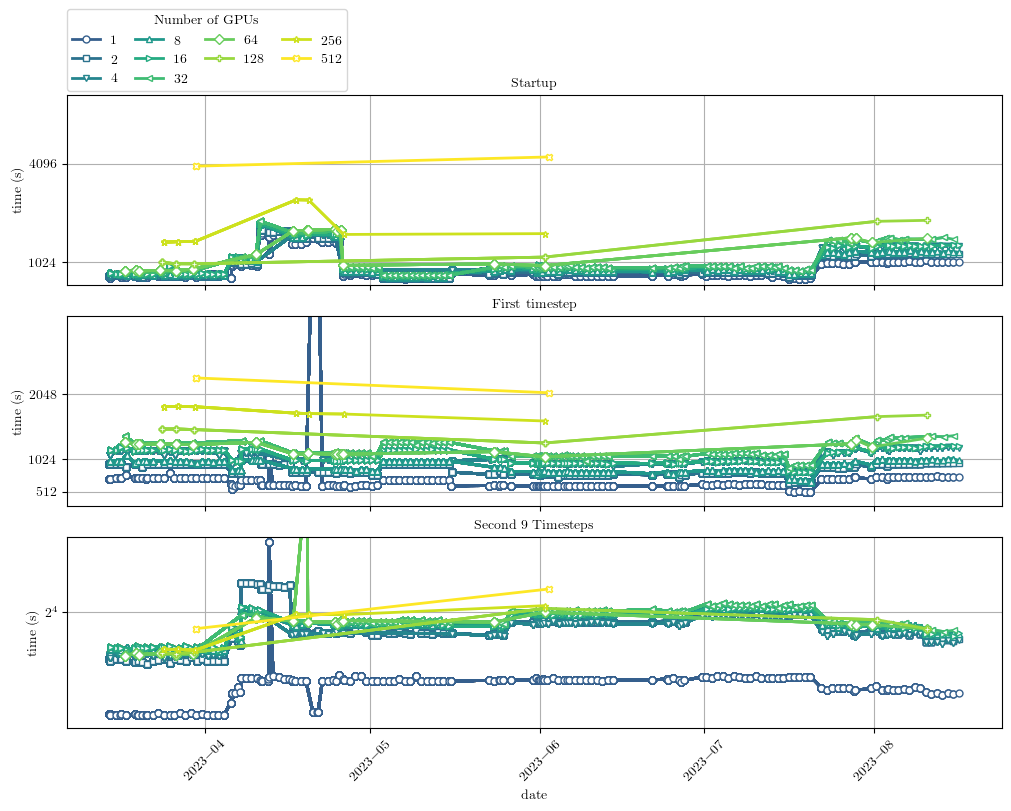 Number of GPUs
1 8 64 256
2 16 128 512
4 32
Startup
4096
1024
time (s)
First timestep
2048
1024
512
time (s)
Second 9 Timesteps
2^4
time (s)
2023-04 2023-05 2023-06 2023-07 2023-08
date